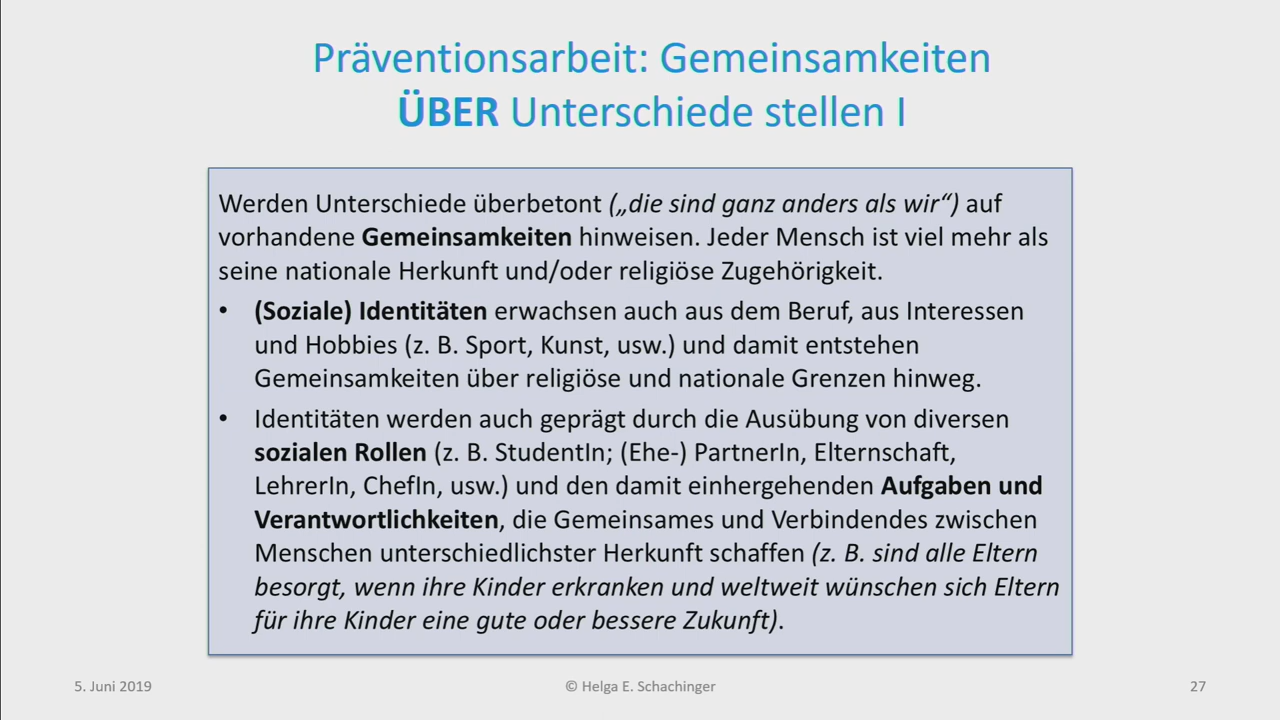 Präventionsarbeit: Gemeinsamkeiten
ÜBER Unterschiede stellen I
Werden Unterschiede überbetont („die sind ganz anders als wir“) auf
vorhandene Gemeinsamkeiten hinweisen. Jeder Mensch ist viel mehr als
seine nationale Herkunft und/oder religiöse Zugehörigkeit.
• (Soziale) Identitäten erwachsen auch aus dem Beruf, aus Interessen
und Hobbies (z. B. Sport, Kunst, usw.) und damit entstehen
Gemeinsamkeiten über religiöse und nationale Grenzen hinweg.
• Identitäten werden auch geprägt durch die Ausübung von diversen
sozialen Rollen (z. B. StudentIn; (Ehe-) PartnerIn, Elternschaft,
LehrerIn, ChefIn, usw.) und den damit einhergehenden Aufgaben und
Verantwortlichkeiten, die Gemeinsames und Verbindendes zwischen
Menschen unterschiedlichster Herkunft schaffen (z. B. sind alle Eltern
besorgt, wenn ihre Kinder erkranken und weltweit wünschen sich Eltern
für ihre Kinder eine gute oder bessere Zukunft).
5. Juni 2019
© Helga E. Schachinger
27